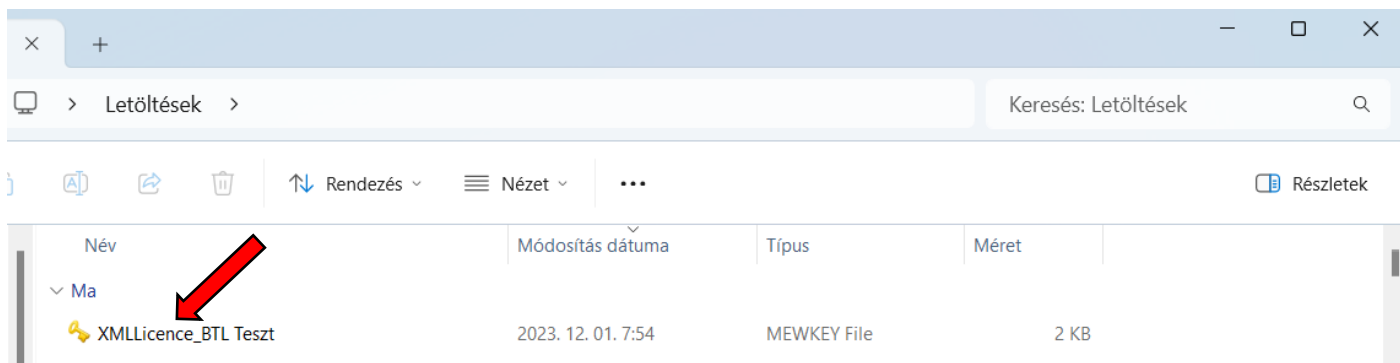 Letöltések
Keresés: Letöltések
Rendezés
Nézet
Részletek
Név Módosítás dátuma Típus Méret
Ma
XMLLicence_BTL Teszt 2023. 12. 01. 7:54 MEWKEY File 2 KB